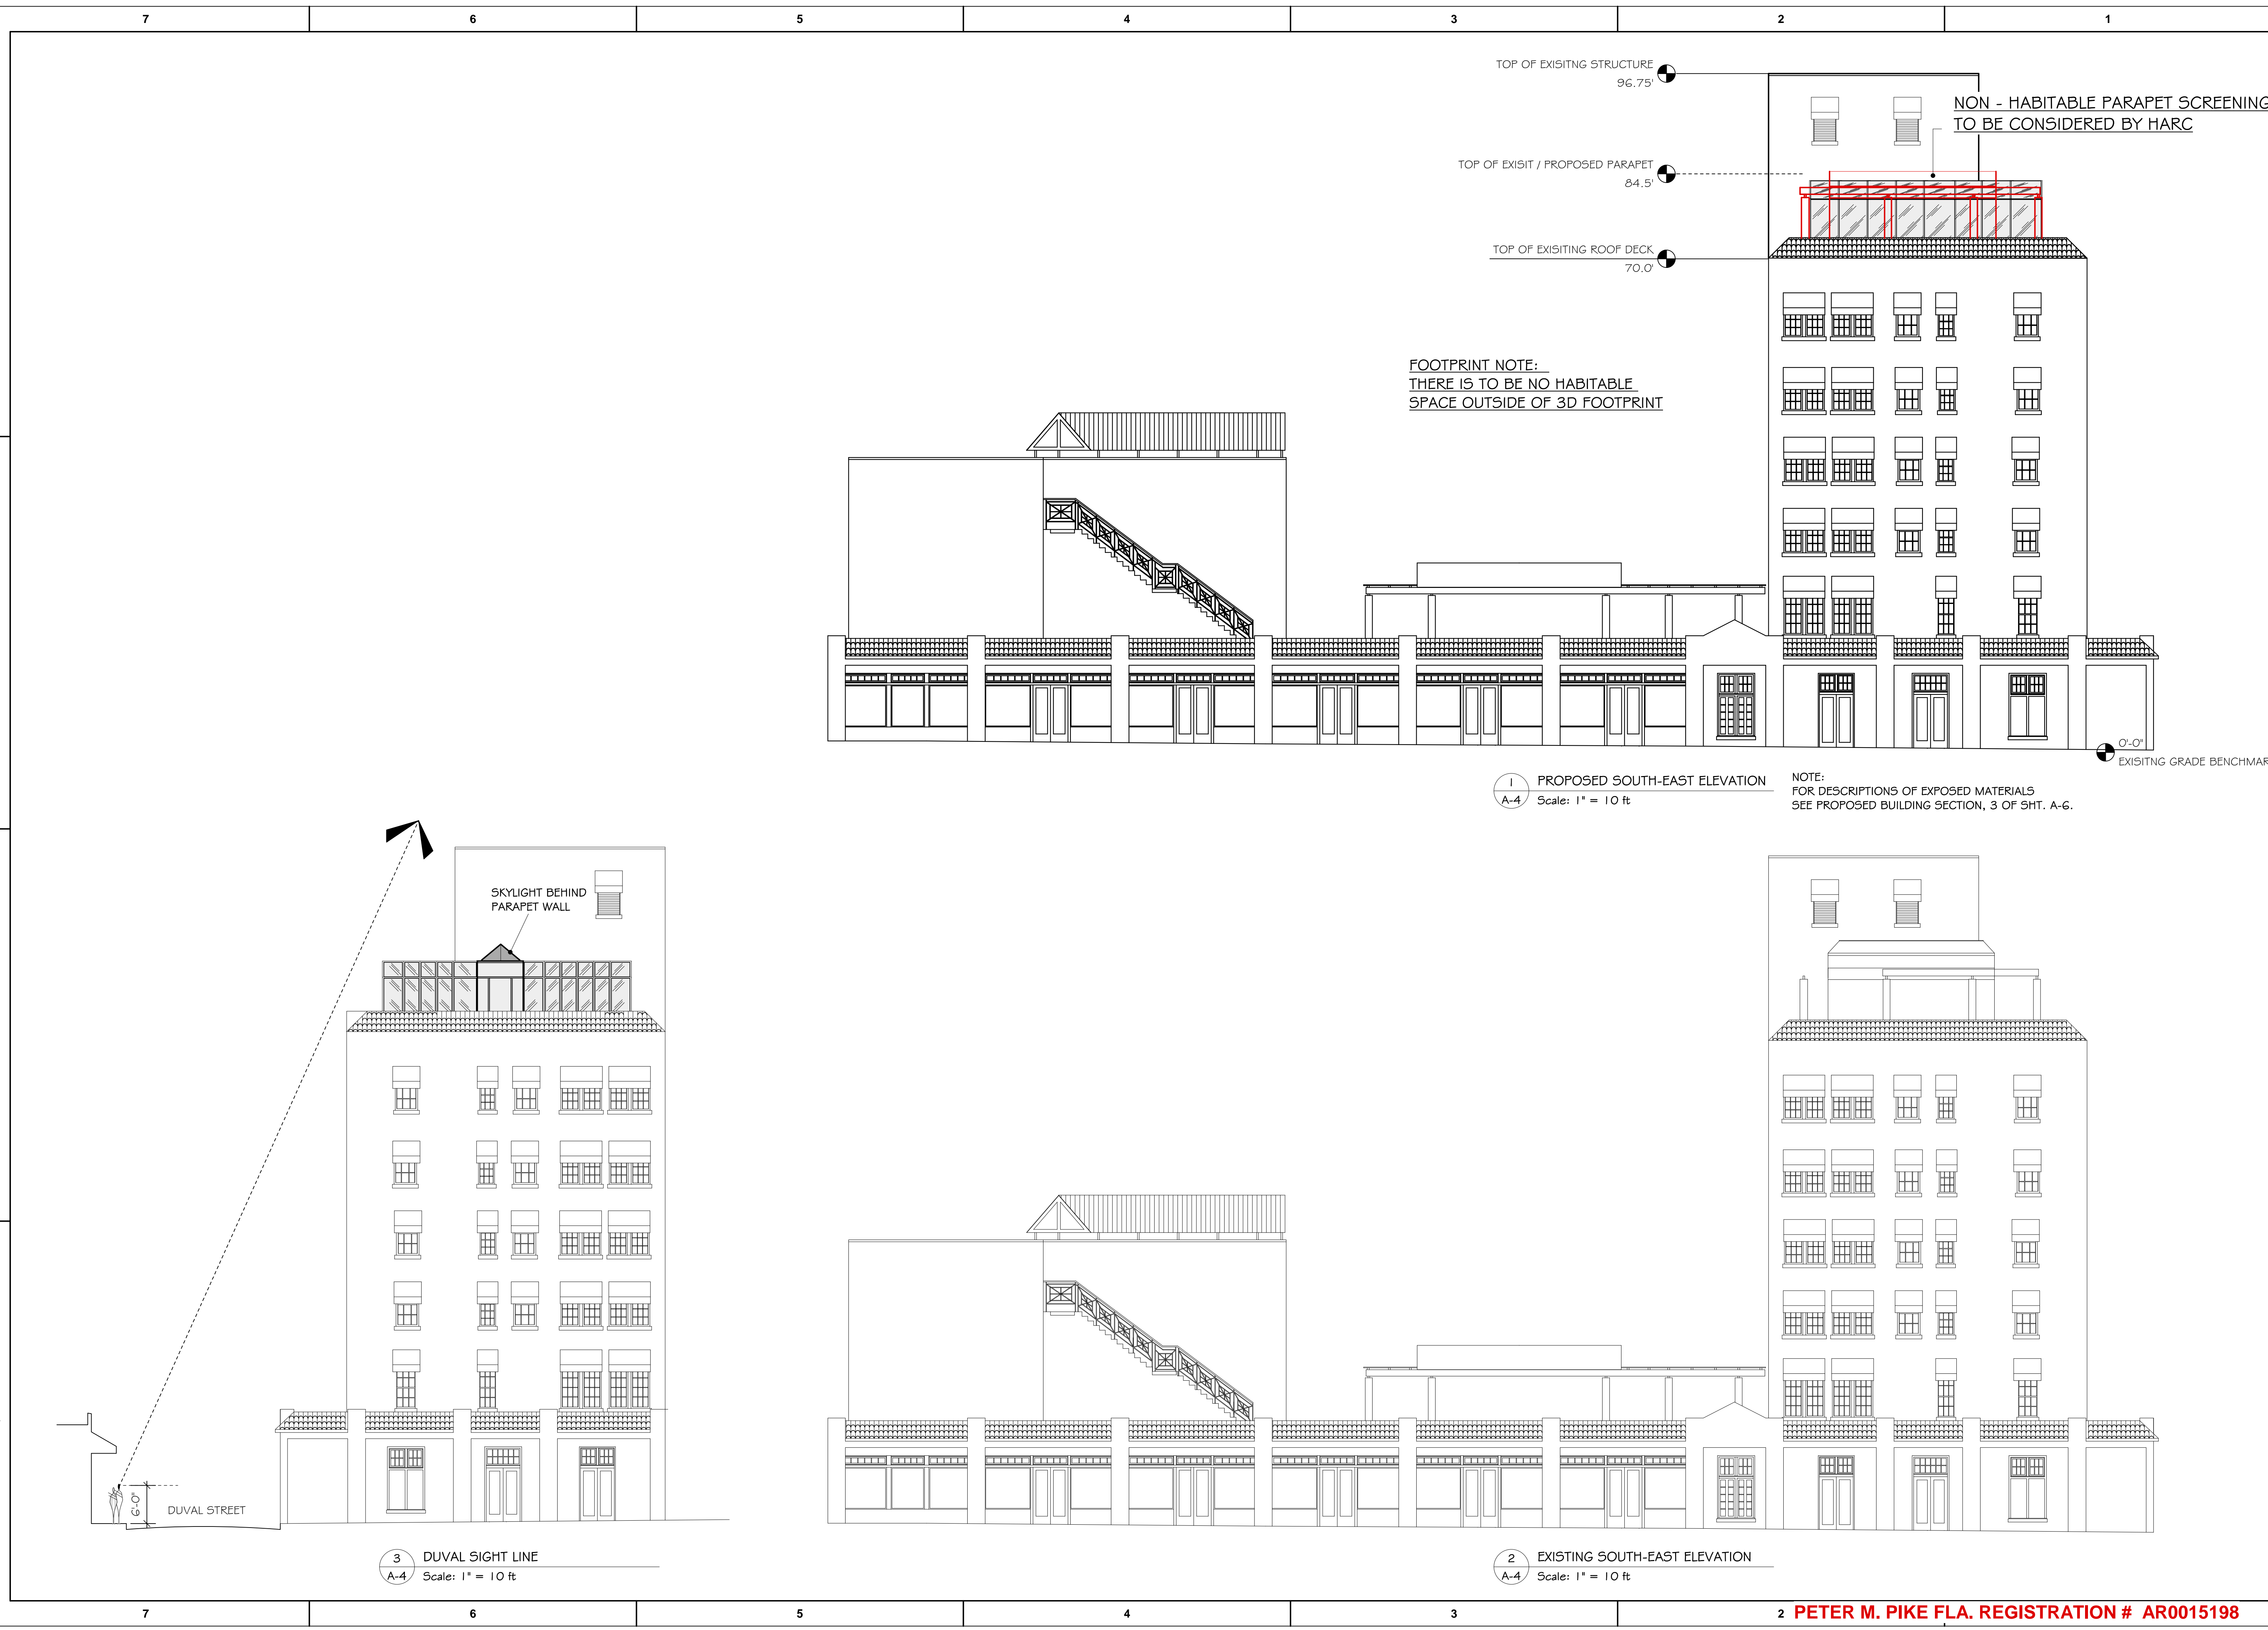 7 6 5 4 3 2 1
TOP OF EXISITNG STRUCTURE
96.75'
NON - HABITABLE PARAPET SCREENING
TO BE CONSIDERED BY HARC
TOP OF EXISIT / PROPOSED PARAPET
84.5'
TOP OF EXISITING ROOF DECK
70.0'
FOOTPRINT NOTE:
THERE IS TO BE NO HABITABLE
SPACE OUTSIDE OF 3D FOOTPRINT
0'-0"
EXISITNG GRADE BENCHMAR
1
A-4
PROPOSED SOUTH-EAST ELEVATION
Scale: 1" = 10 ft
NOTE:
FOR DESCRIPTIONS OF EXPOSED MATERIALS
SEE PROPOSED BUILDING SECTION, 3 OF SHT. A-6.
SKYLIGHT BEHIND
PARAPET WALL
6'-0"
DUVAL STREET
3
A-4
DUVAL SIGHT LINE
Scale: 1" = 10 ft
2
A-4
EXISTING SOUTH-EAST ELEVATION
Scale: 1" = 10 ft
7 6 5 4 3 2
PETER M. PIKE FLA. REGISTRATION # AR0015198